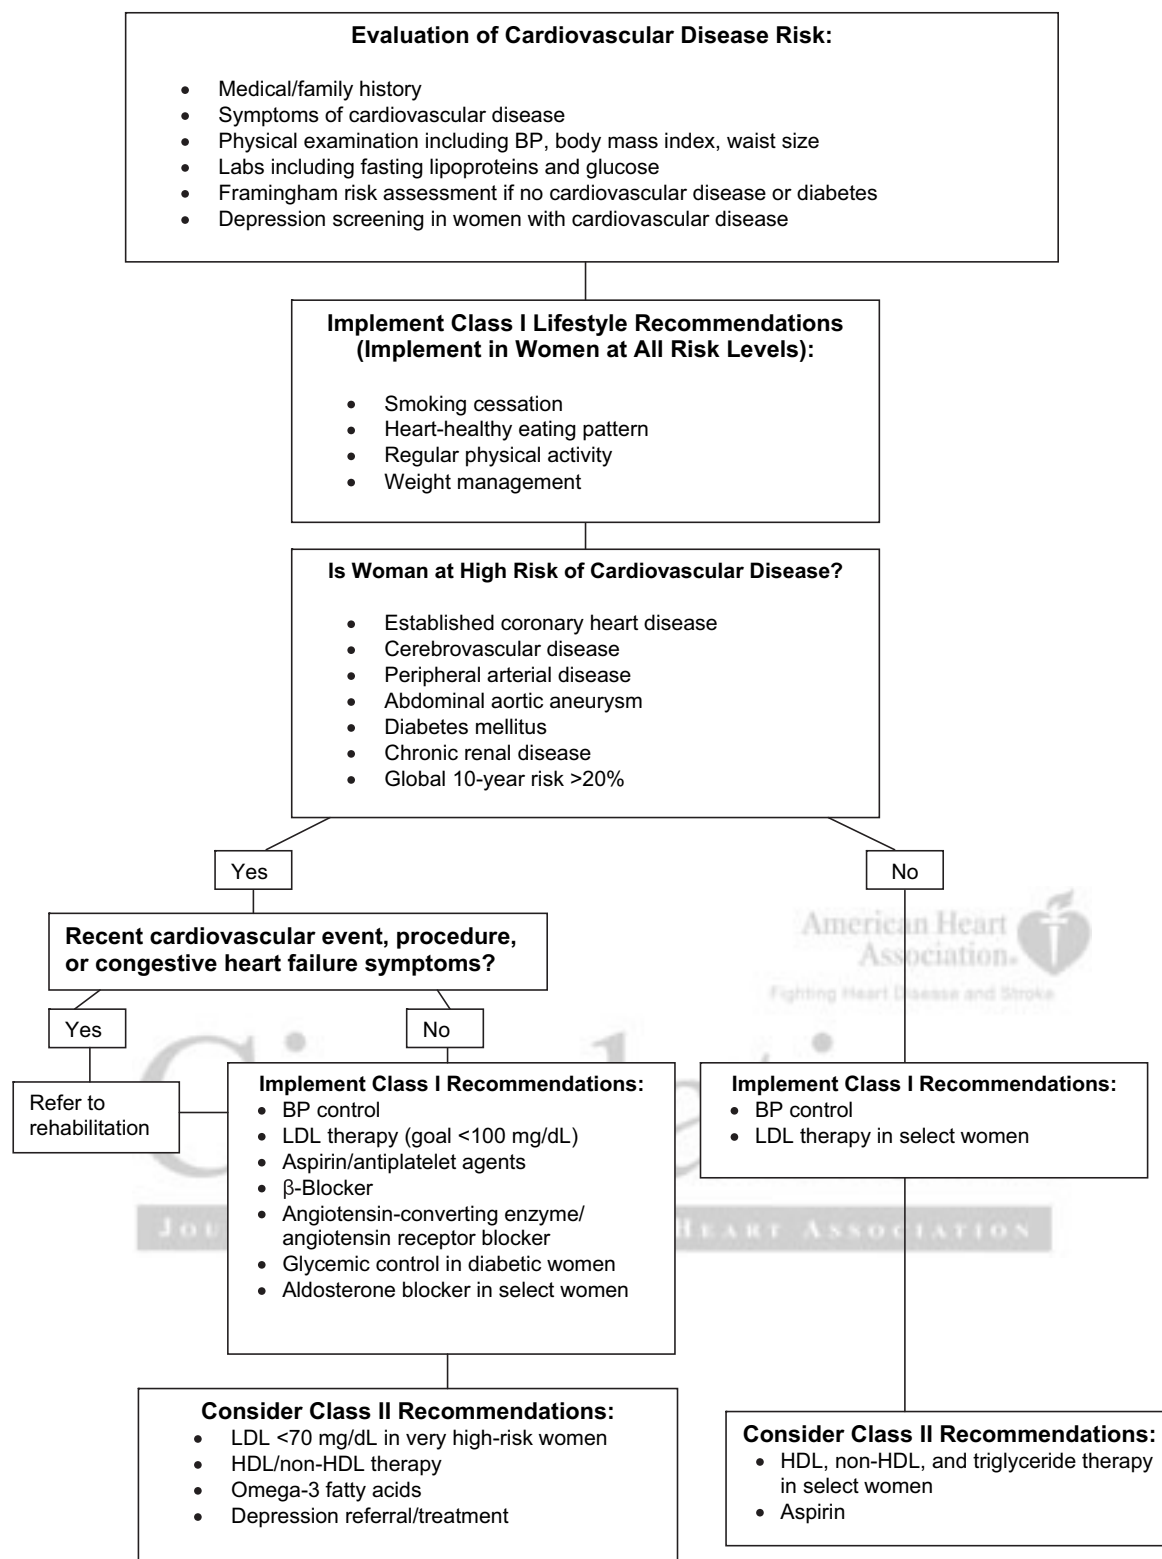 Evaluation of Cardiovascular Disease Risk:
• Medical/family history
• Symptoms of cardiovascular disease
• Physical examination including BP, body mass index, waist size
• Labs including fasting lipoproteins and glucose
• Framingham risk assessment if no cardiovascular disease or diabetes
• Depression screening in women with cardiovascular disease
Implement Class I Lifestyle Recommendations
(Implement in Women at All Risk Levels):
• Smoking cessation
• Heart-healthy eating pattern
• Regular physical activity
• Weight management
Is Woman at High Risk of Cardiovascular Disease?
• Established coronary heart disease
• Cerebrovascular disease
• Peripheral arterial disease
• Abdominal aortic aneurysm
• Diabetes mellitus
• Chronic renal disease
• Global 10-year risk >20%
Yes
No
Recent cardiovascular event, procedure,
or congestive heart failure symptoms?
American Heart
Association®
Fighting Heart Disease and Stroke
Yes
No
Refer to
rehabilitation
Implement Class I Recommendations:
• BP control
• LDL therapy (goal <100 mg/dL)
• Aspirin/antiplatelet agents
• β-Blocker
• Angiotensin-converting enzyme/
angiotensin receptor blocker
• Glycemic control in diabetic women
• Aldosterone blocker in select women
Implement Class I Recommendations:
• BP control
• LDL therapy in select women
HEART ASSOCIATION
Consider Class II Recommendations:
• LDL <70 mg/dL in very high-risk women
• HDL/non-HDL therapy
• Omega-3 fatty acids
• Depression referral/treatment
Consider Class II Recommendations:
• HDL, non-HDL, and triglyceride therapy
in select women
• Aspirin